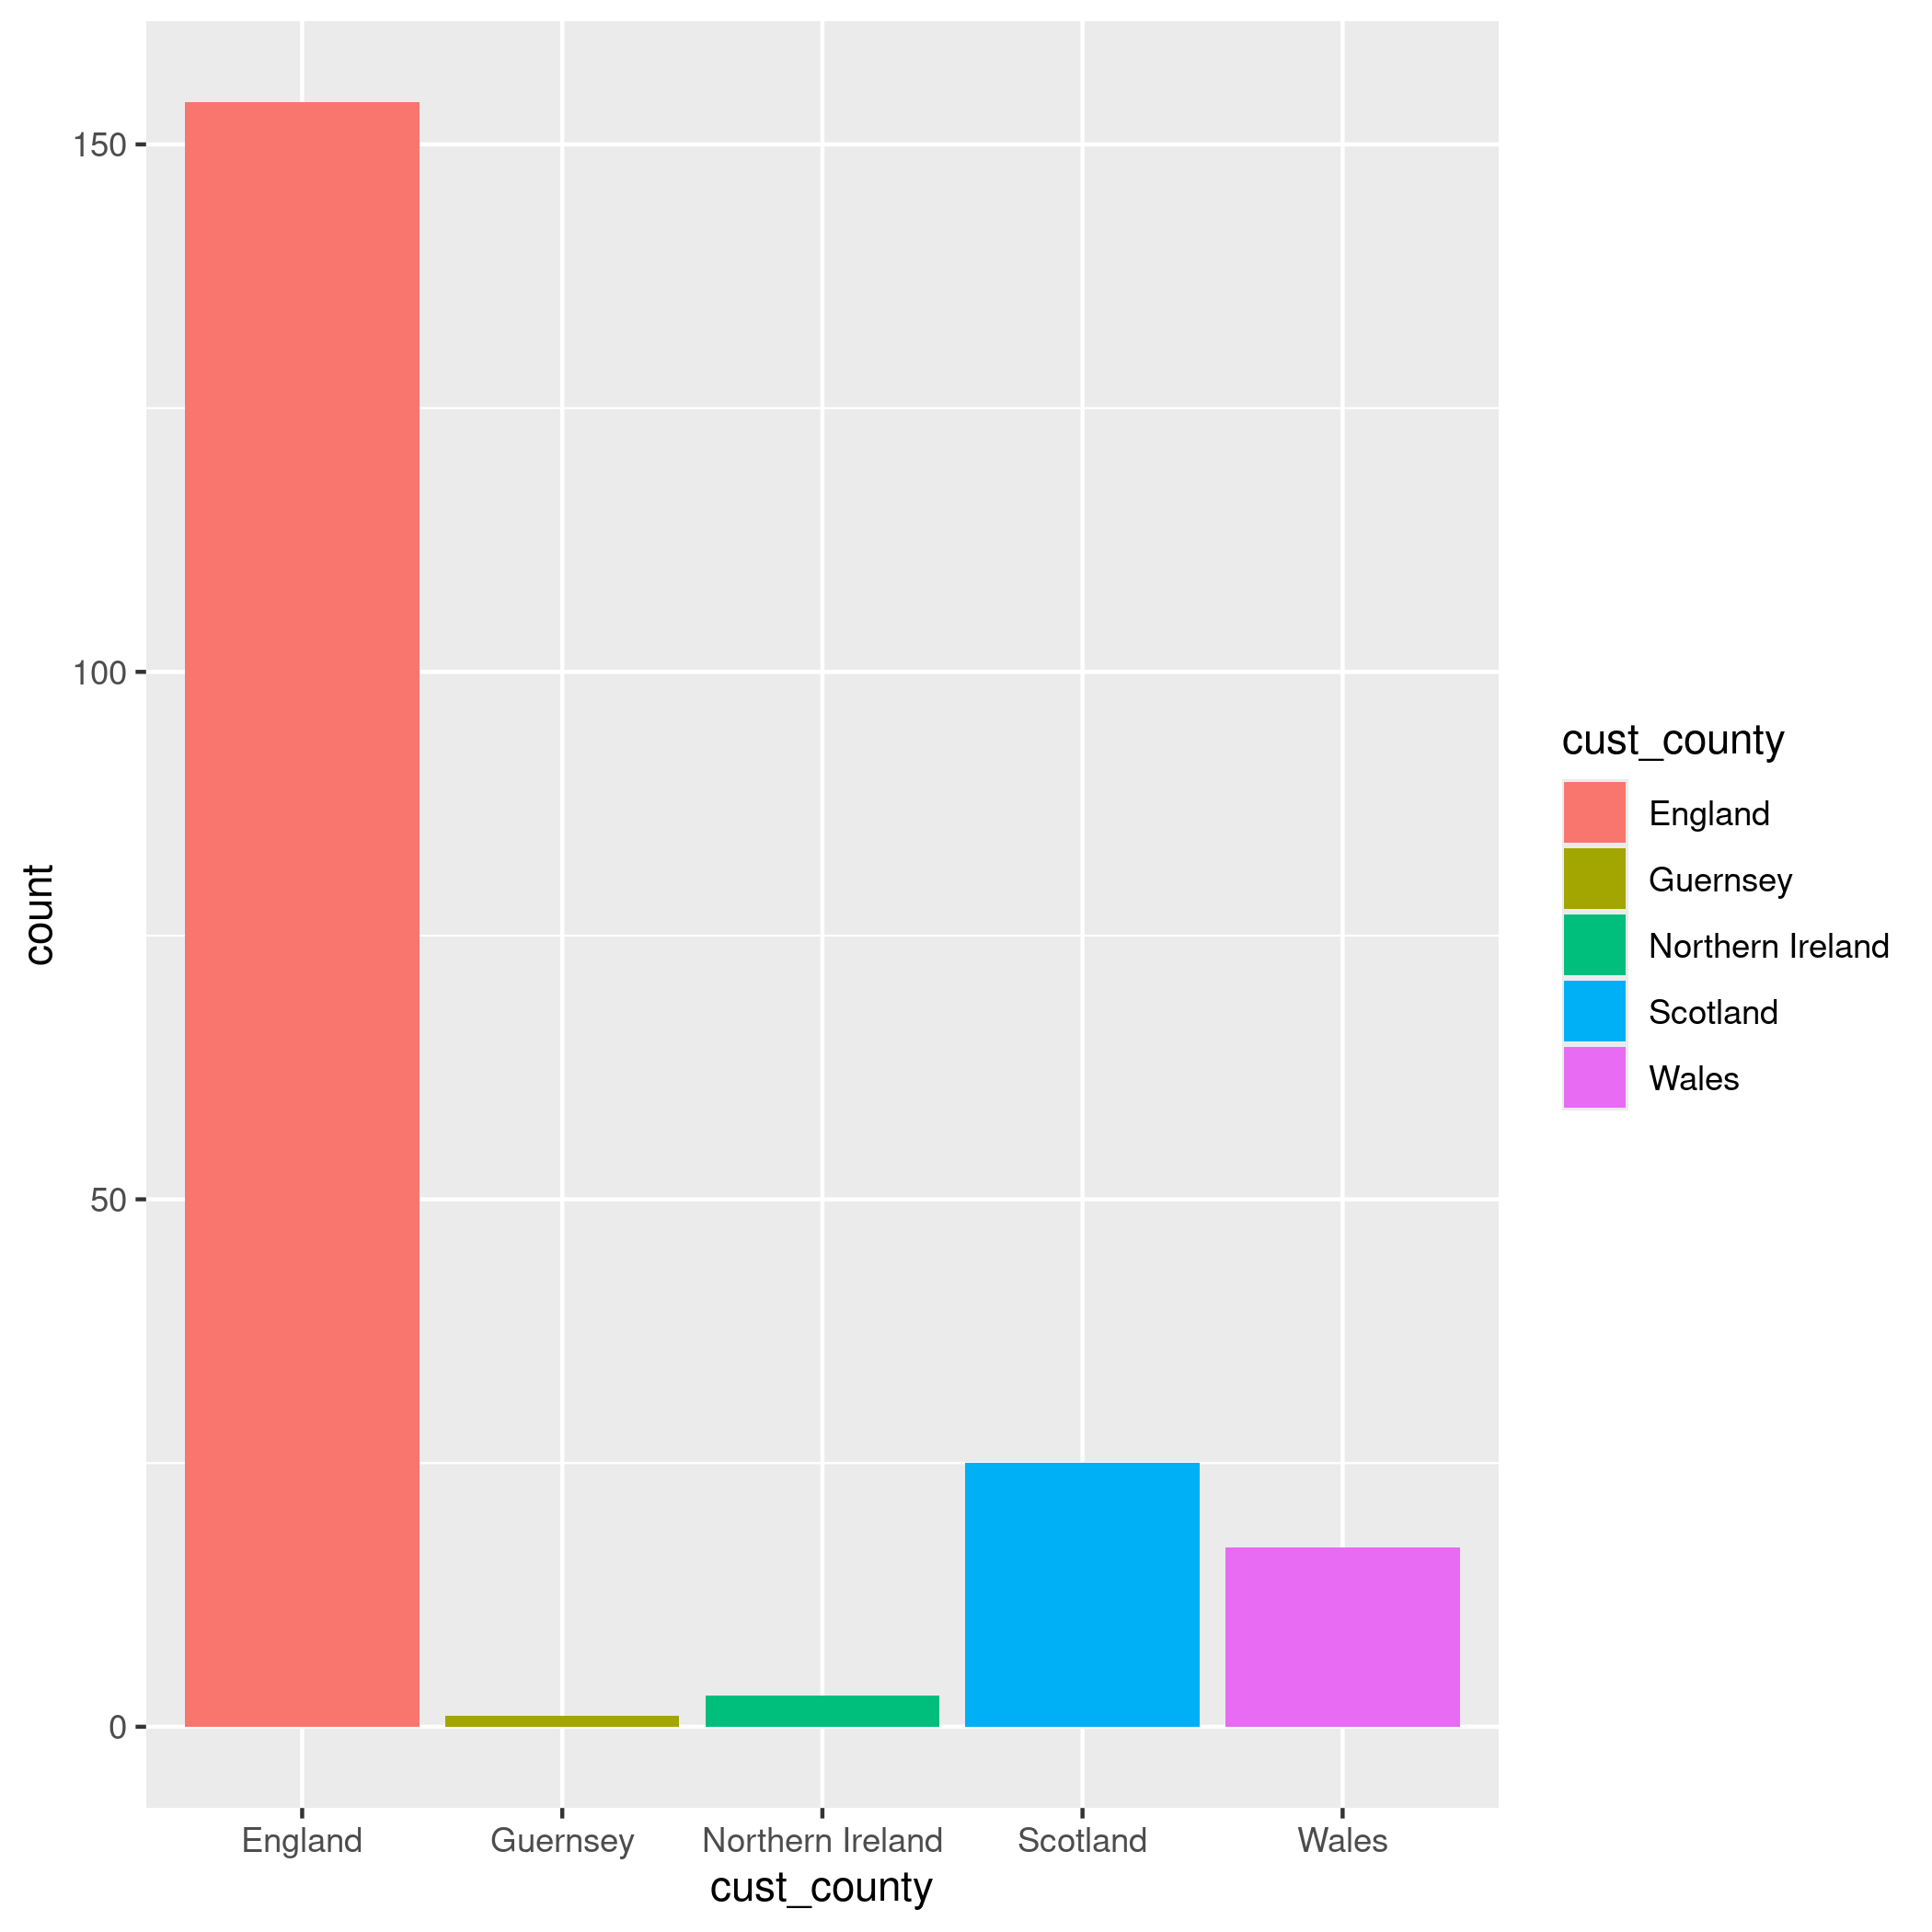 150
100
50
0
count
England
Guernsey
Northern Ireland
Scotland
Wales
cust_county
cust_county
England
Guernsey
Northern Ireland
Scotland
Wales